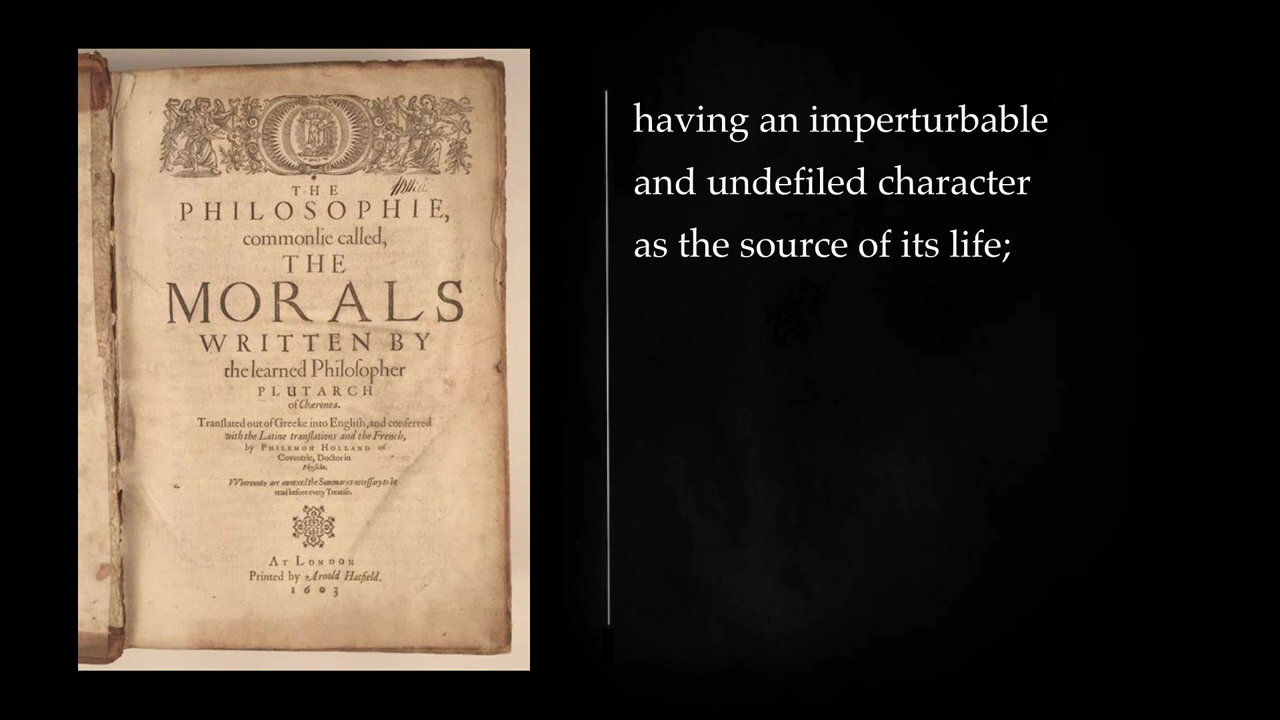 THE
PHILOSOPHIE,
commonlie called,
THE
MORALS
WRITTEN BY
the learned Philosopher
PLUTARCH
of Chæronea.
Translated out of Greeke into English, and conferred
with the Latine translations and the French,
by PHILEMON HOLLAND of
Coventrie, Doctor in
Physicke.
VVhereunto are annexed the Summaries necessary to be
read before every Treatise.
AT LONDON
Printed by Arnold Hatfield.
1603
having an imperturbable
and undefiled character
as the source of its life;